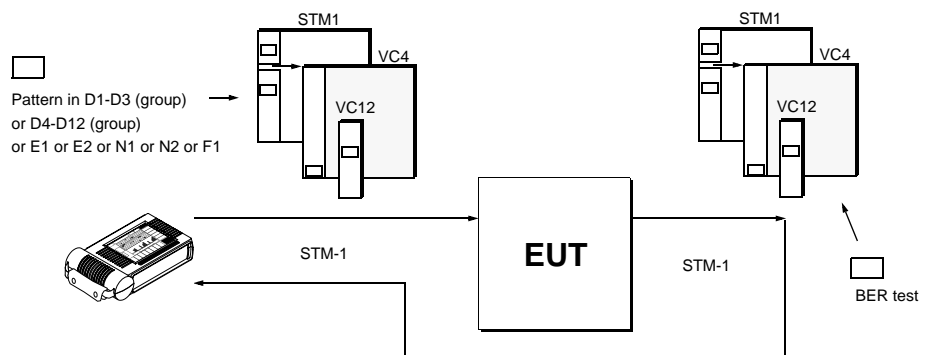 STM1
VC4
VC12
Pattern in D1-D3 (group)
or D4-D12 (group)
or E1 or E2 or N1 or N2 or F1
STM1
VC4
VC12
STM-1
EUT
STM-1
BER test